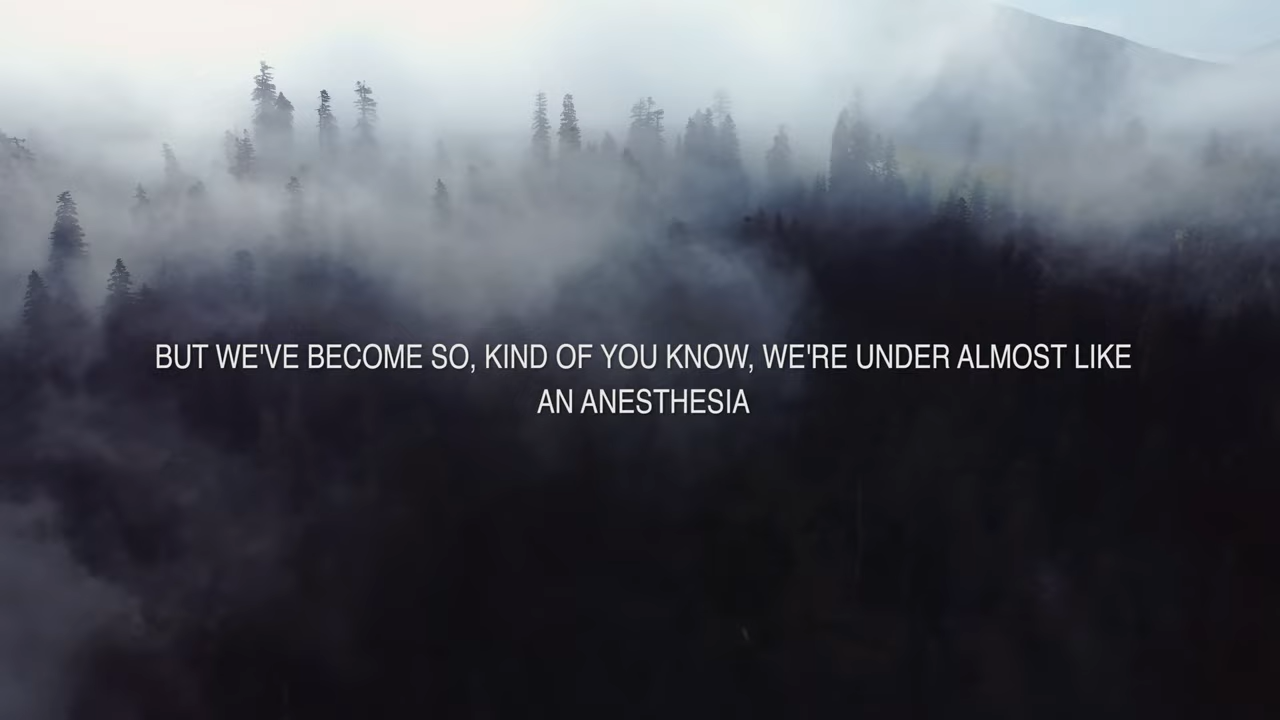 BUT WE'VE BECOME SO, KIND OF YOU KNOW, WE'RE UNDER ALMOST LIKE
AN ANESTHESIA